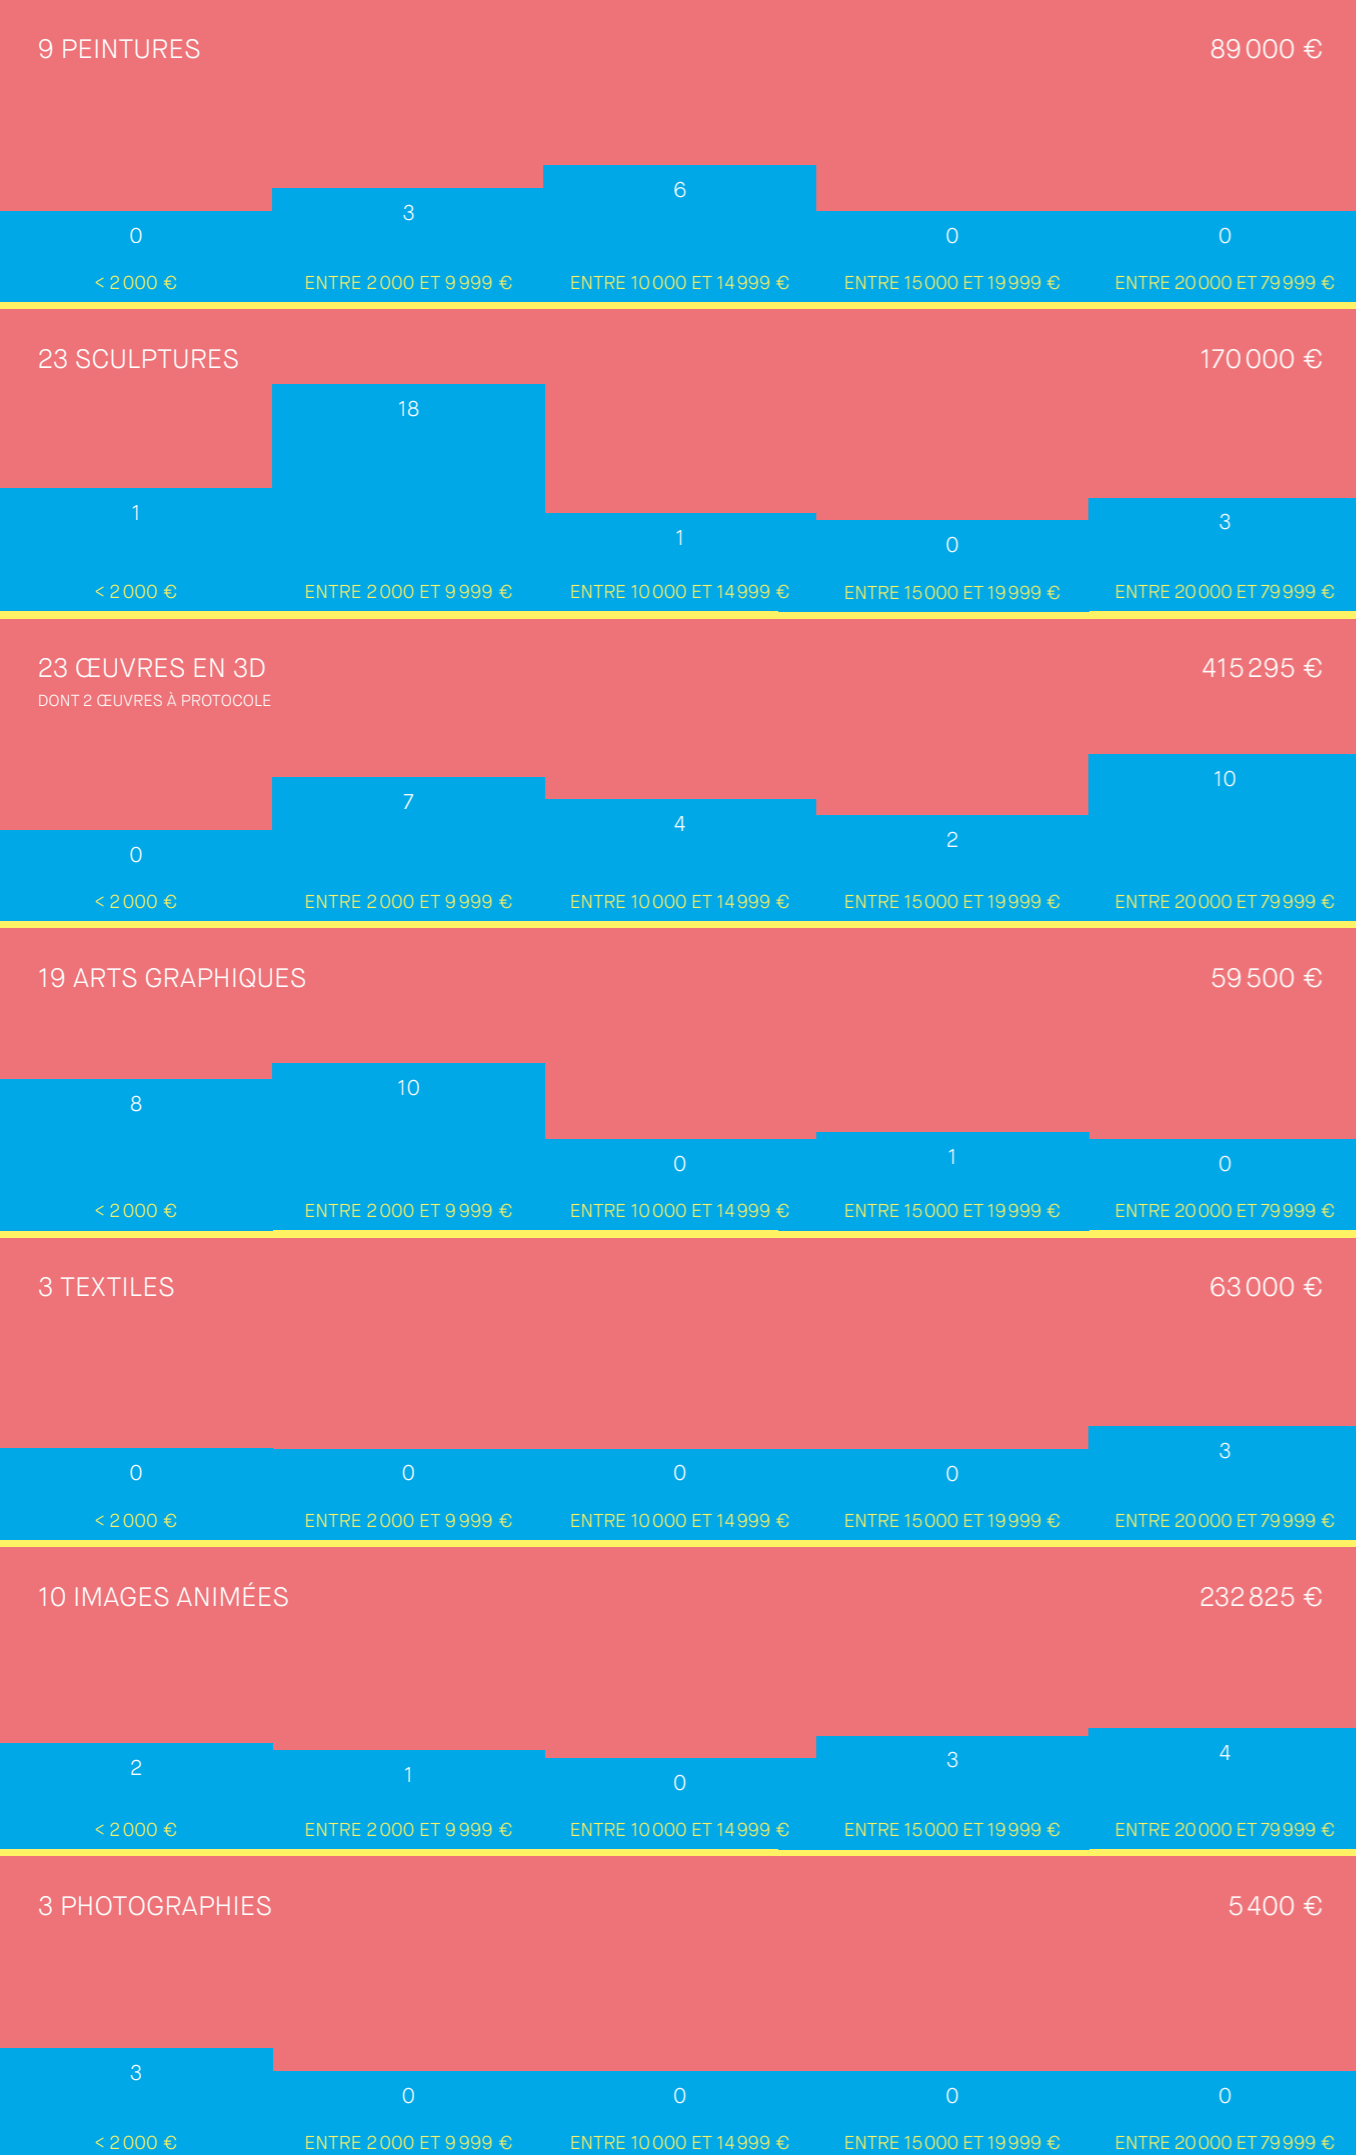 9 PEINTURES 89 000 €
0 3 6 0 0
< 2 000 € ENTRE 2 000 ET 9 999 € ENTRE 10 000 ET 14 999 € ENTRE 15 000 ET 19 999 € ENTRE 20 000 ET 79 999 €
23 SCULPTURES 170 000 €
1 18 1 0 3
< 2 000 € ENTRE 2 000 ET 9 999 € ENTRE 10 000 ET 14 999 € ENTRE 15 000 ET 19 999 € ENTRE 20 000 ET 79 999 €
23 ŒUVRES EN 3D 415 295 €
DONT 2 ŒUVRES À PROTOCOLE
0 7 4 2 10
< 2 000 € ENTRE 2 000 ET 9 999 € ENTRE 10 000 ET 14 999 € ENTRE 15 000 ET 19 999 € ENTRE 20 000 ET 79 999 €
19 ARTS GRAPHIQUES 59 500 €
8 10 0 1 0
< 2 000 € ENTRE 2 000 ET 9 999 € ENTRE 10 000 ET 14 999 € ENTRE 15 000 ET 19 999 € ENTRE 20 000 ET 79 999 €
3 TEXTILES 63 000 €
0 0 0 0 3
< 2 000 € ENTRE 2 000 ET 9 999 € ENTRE 10 000 ET 14 999 € ENTRE 15 000 ET 19 999 € ENTRE 20 000 ET 79 999 €
10 IMAGES ANIMÉES 232 825 €
2 1 0 3 4
< 2 000 € ENTRE 2 000 ET 9 999 € ENTRE 10 000 ET 14 999 € ENTRE 15 000 ET 19 999 € ENTRE 20 000 ET 79 999 €
3 PHOTOGRAPHIES 5 400 €
3 0 0 0 0
< 2 000 € ENTRE 2 000 ET 9 999 € ENTRE 10 000 ET 14 999 € ENTRE 15 000 ET 19 999 € ENTRE 20 000 ET 79 999 €